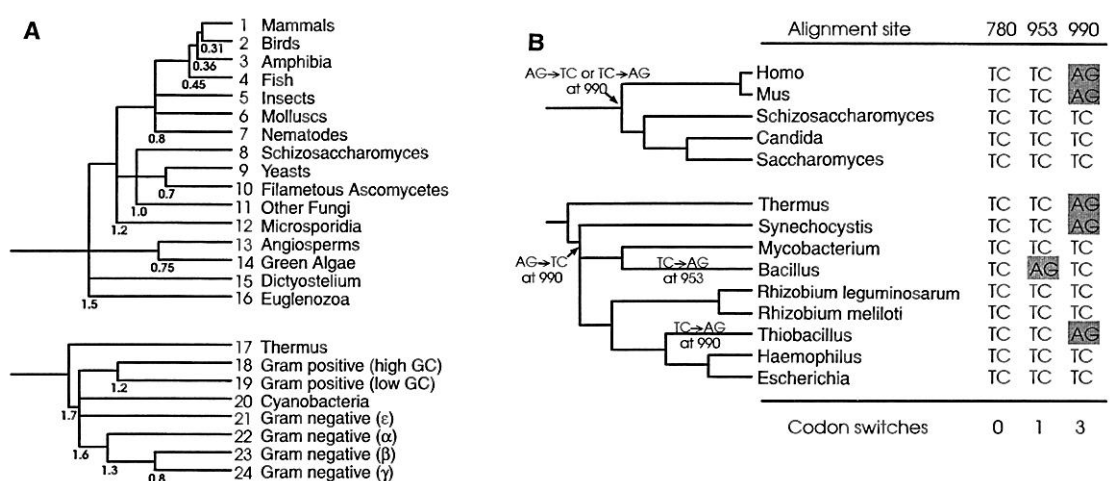 A
1 Mammals
2 Birds
0.31
3 Amphibia
0.36
4 Fish
0.45
5 Insects
6 Molluscs
7 Nematodes
0.8
8 Schizosaccharomyces
9 Yeasts
10 Filametous Ascomycetes
0.7
11 Other Fungi
1.0
12 Microsporidia
1.2
13 Angiosperms
14 Green Algae
0.75
15 Dictyostelium
16 Euglenozoa
1.5
17 Thermus
18 Gram positive (high GC)
19 Gram positive (low GC)
1.2
20 Cyanobacteria
1.7
21 Gram negative (ε)
22 Gram negative (α)
1.6
23 Gram negative (β)
1.3
24 Gram negative (γ)
0.8
B
Alignment site 780 953 990
AG→TC or TC→AG
at 990
Homo TC TC AG
Mus TC TC AG
Schizosaccharomyces TC TC TC
Candida TC TC TC
Saccharomyces TC TC TC
Thermus TC TC AG
Synechocystis TC TC AG
Mycobacterium TC TC TC
AG→TC
at 990
TC→AG
at 953
Bacillus TC AG TC
Rhizobium leguminosarum TC TC TC
Rhizobium meliloti TC TC TC
TC→AG
at 990
Thiobacillus TC TC AG
Haemophilus TC TC TC
Escherichia TC TC TC
Codon switches 0 1 3